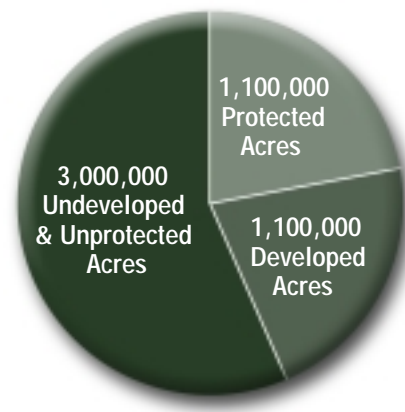 1,100,000
Protected
Acres
3,000,000
Undeveloped
& Unprotected
Acres
1,100,000
Developed
Acres